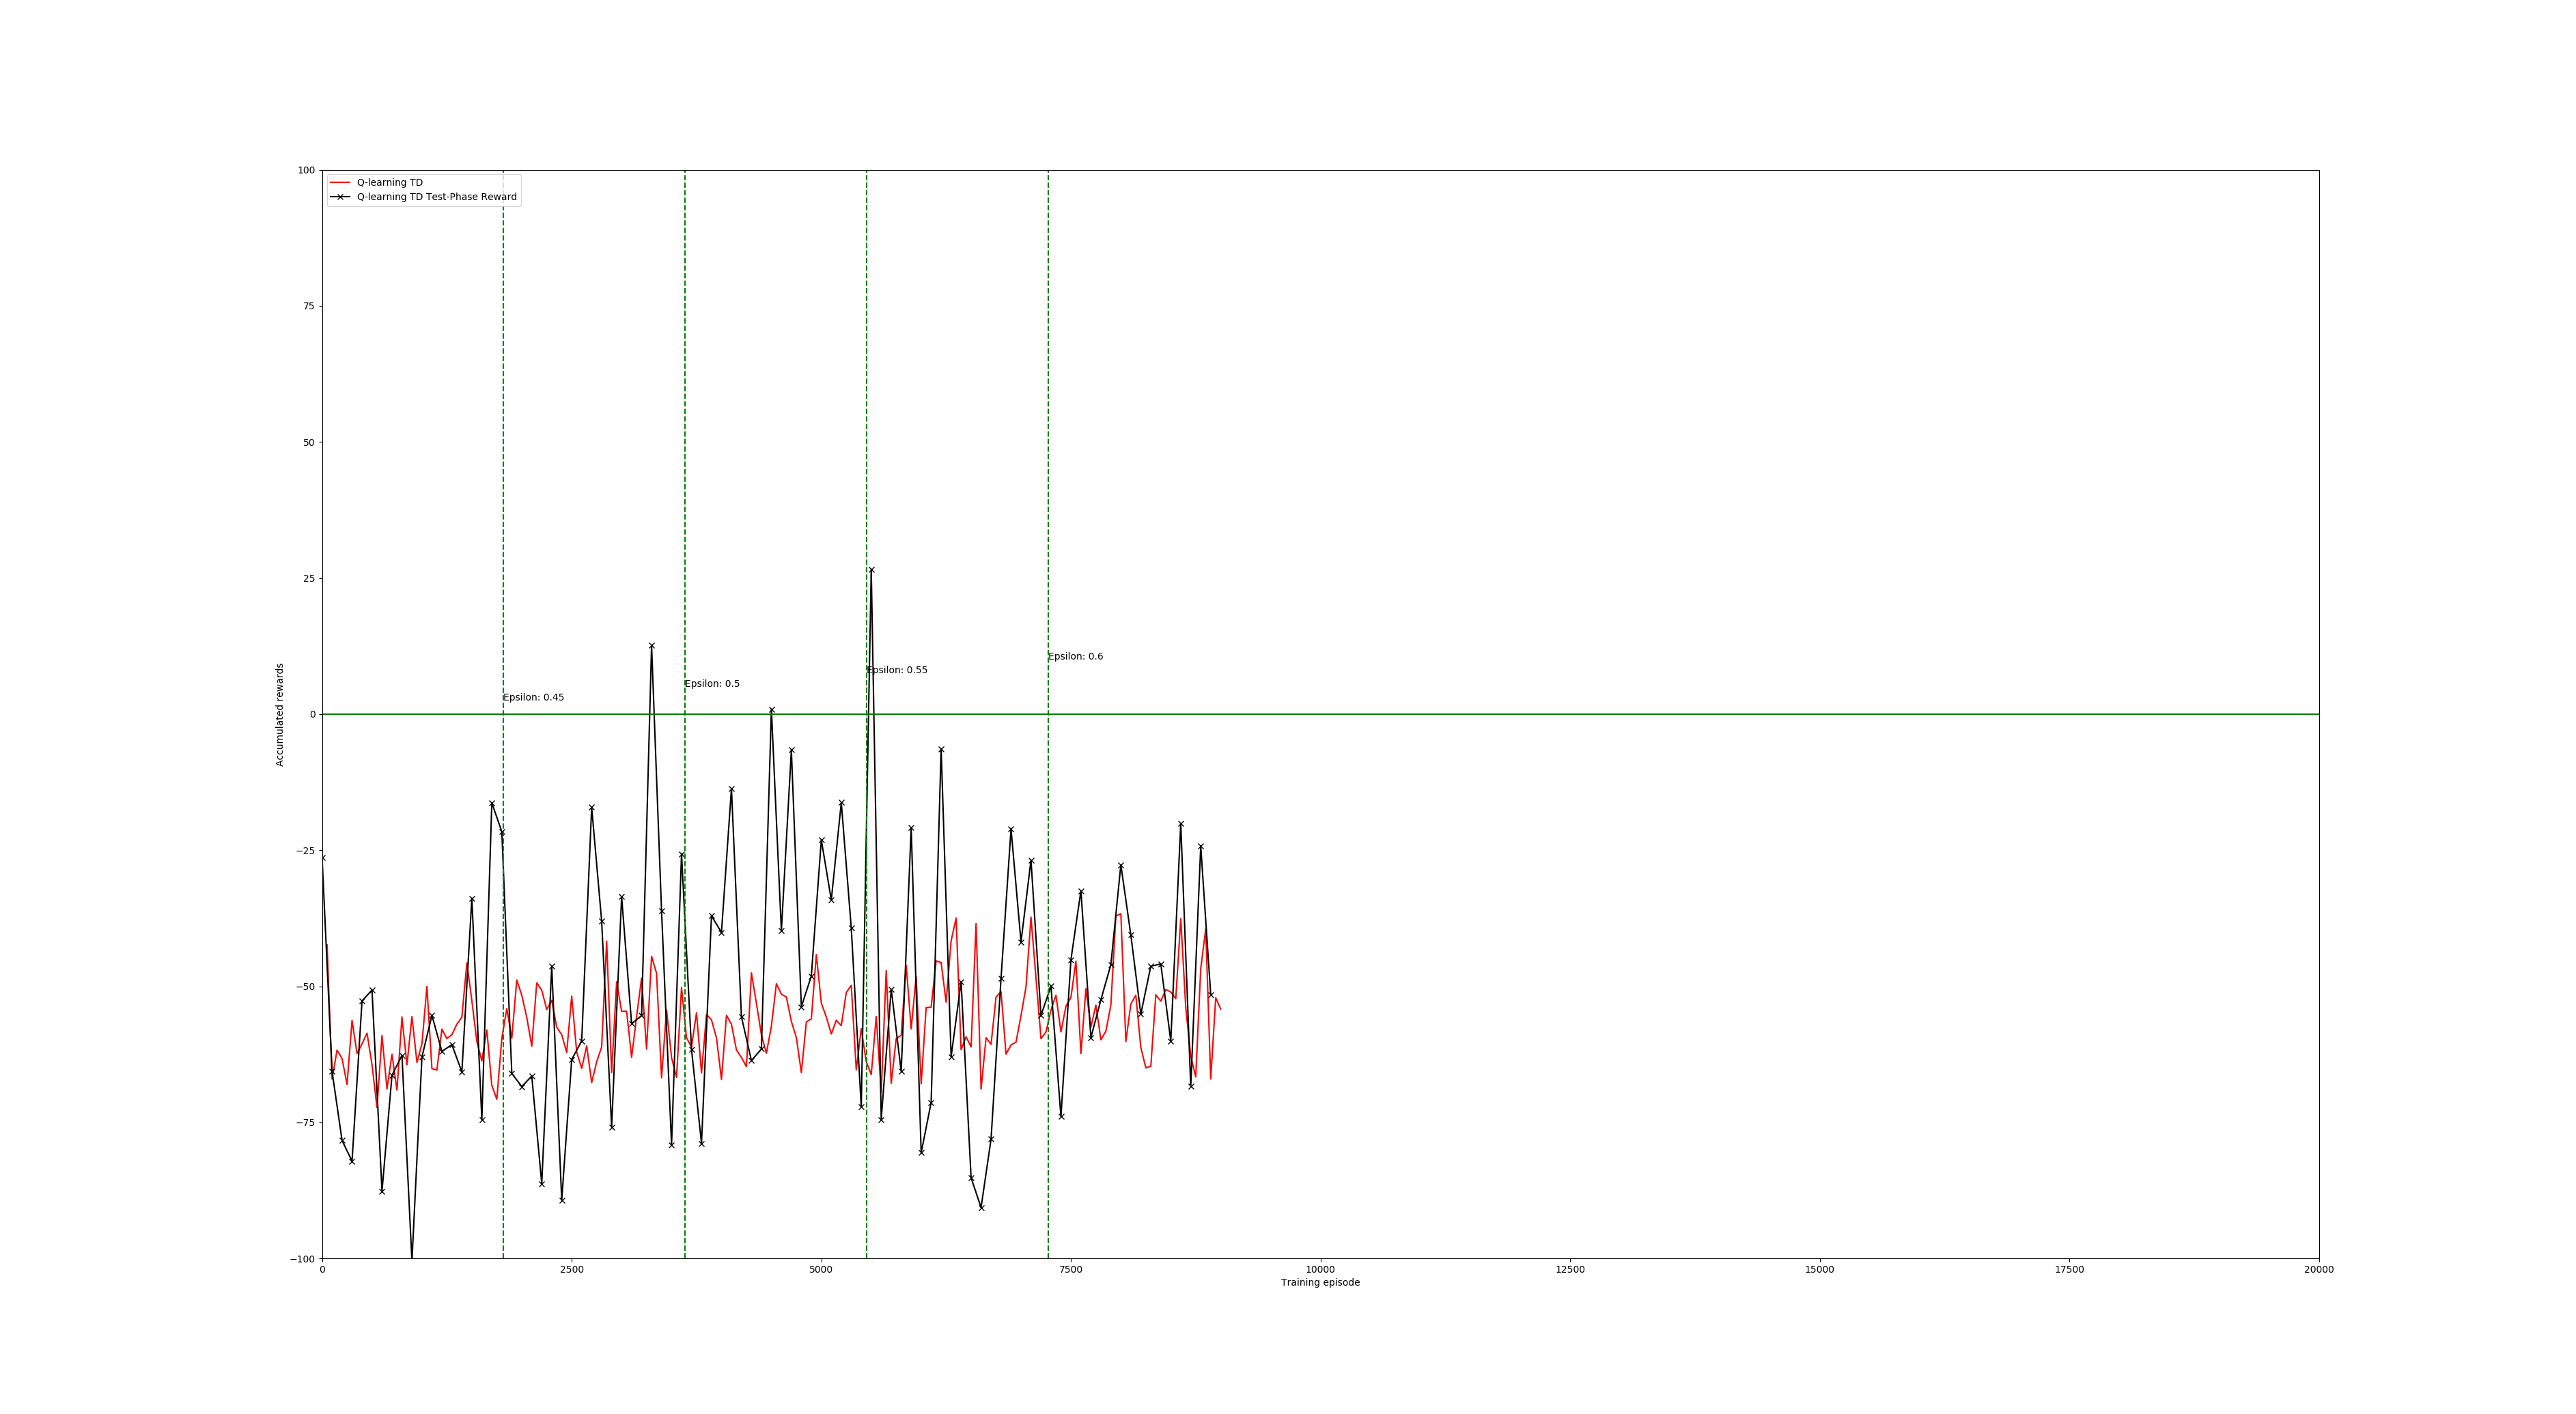 100
Q-learning TD
Q-learning TD Test-Phase Reward
75
50
25
Epsilon: 0.45
Epsilon: 0.5
Epsilon: 0.55
Epsilon: 0.6
0
Accumulated rewards
−25
−50
−75
−100
0 2500 5000 7500 10000 12500 15000 17500 20000
Training episode